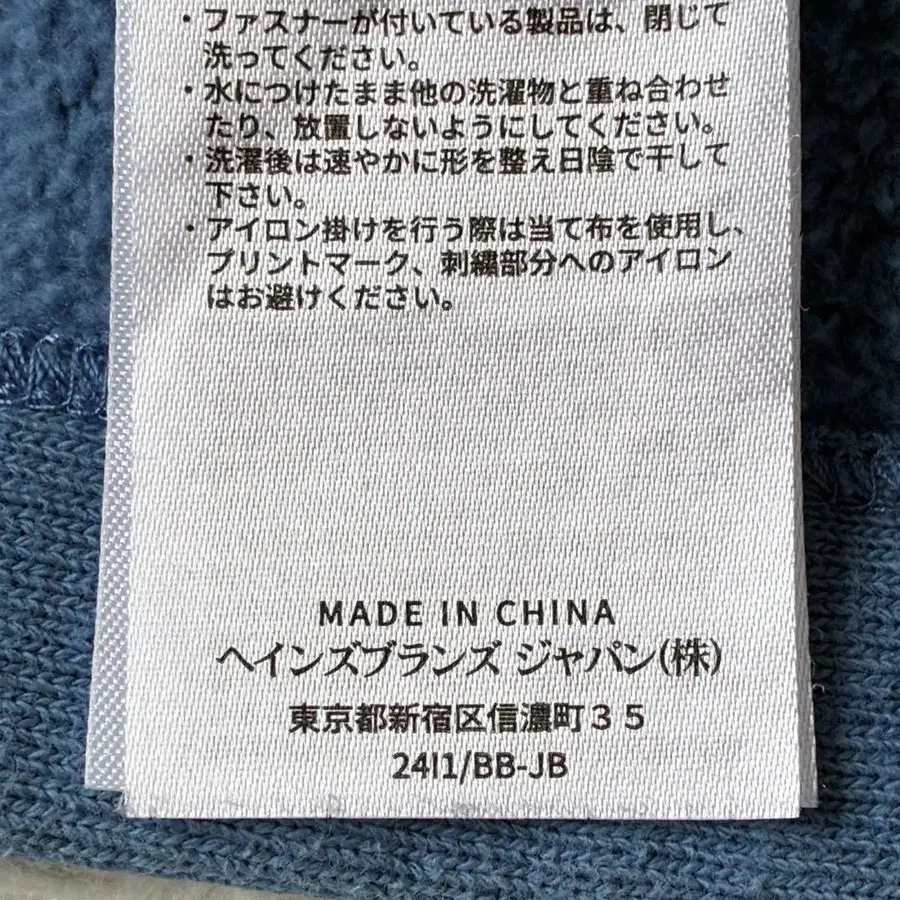 ・ファスナーが付いている製品は、閉じて
洗ってください。
・水につけたまま他の洗濯物と重ね合わせ
たり、放置しないようにしてください。
・洗濯後は速やかに形を整え日陰で干して
下さい。
・アイロン掛けを行う際は当て布を使用し、
プリントマーク、刺繍部分へのアイロン
はお避けください。
MADE IN CHINA
ヘインズブランズ ジャパン(株)
東京都新宿区信濃町35
24I1/BB-JB